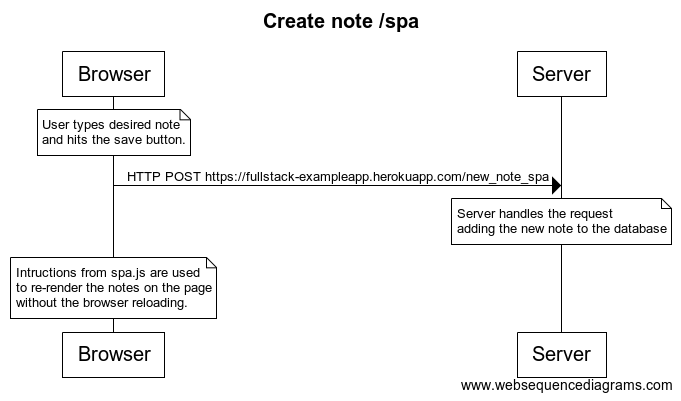 Create note /spa
Browser
Server
User types desired note
and hits the save button.
HTTP POST https://fullstack-exampleapp.herokuapp.com/new_note_spa
Server handles the request
adding the new note to the database
Intructions from spa.js are used
to re-render the notes on the page
without the browser reloading.
Browser
Server
www.websequencediagrams.com